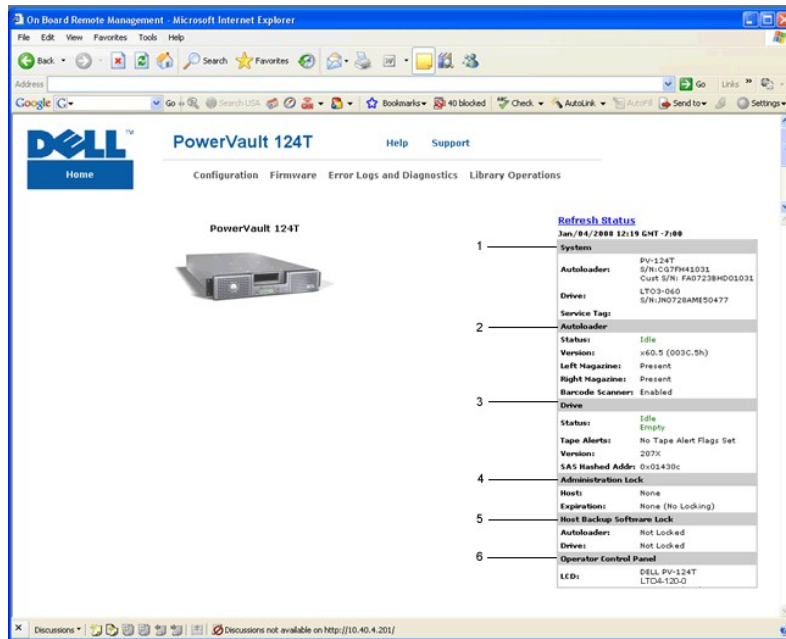 On Board Remote Management - Microsoft Internet Explorer
File Edit View Favorites Tools Help
Back Search Favorites
Address Go Links »
Google G Go Search USA Bookmarks 40 blocked Check AutoLink AutoFill Send to Settings
DELL™ PowerVault 124T Help Support
Home Configuration Firmware Error Logs and Diagnostics Library Operations
PowerVault 124T
Refresh Status
Jan/04/2008 12:19 GMT -7:00
1 System
Autoloader: PV-124T
S/N:CG7FH41031
Cust S/N: FA0723BHD01031
Drive: LTO3-060
S/N:JN0728AME50477
Service Tag:
2 Autoloader
Status: Idle
Version: x60.5 (003C.5h)
Left Magazine: Present
Right Magazine: Present
Barcode Scanner: Enabled
3 Drive
Status: Idle
Empty
Tape Alerts: No Tape Alert Flags Set
Version: 207X
SAS Hashed Addr: 0x01430c
4 Administration Lock
Host: None
Expiration: None (No Locking)
5 Host Backup Software Lock
Autoloader: Not Locked
Drive: Not Locked
6 Operator Control Panel
LCD: DELL PV-124T
LTO4-120-0
Discussions Discussions not available on http://10.40.4.201/